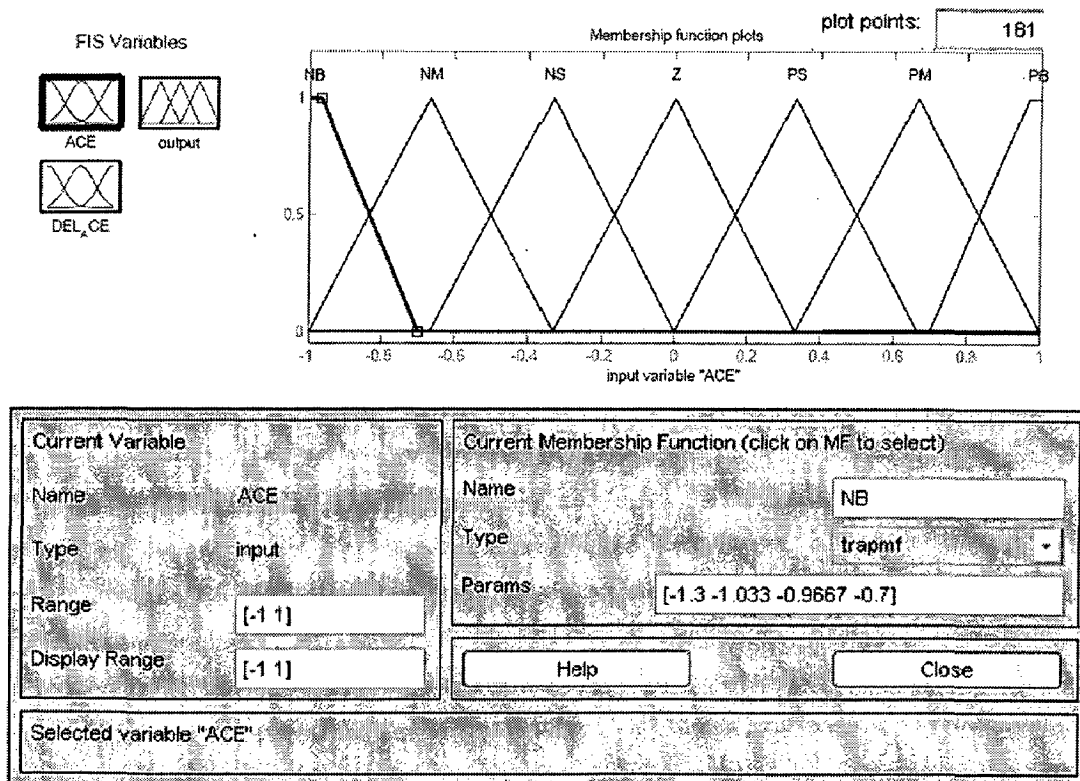 FIS Variables
ACE
output
DEL_ACE
Membership function plots
plot points:
181
NB NM NS Z PS PM PB
1
0.5
0
-1 -0.8 -0.6 -0.4 -0.2 0 0.2 0.4 0.6 0.8 1
input variable "ACE"
Current Variable
Name ACE
Type input
Range [-1 1]
Display Range [-1 1]
Current Membership Function (click on MF to select)
Name NB
Type trapmf
Params [-1.3 -1.033 -0.9667 -0.7]
Help Close
Selected variable "ACE"